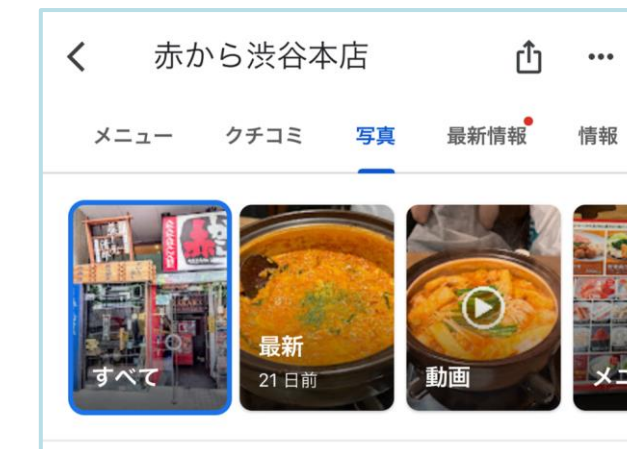 赤から渋谷本店
メニュー クチコミ 写真 最新情報 情報
すべて
最新
21 日前
動画